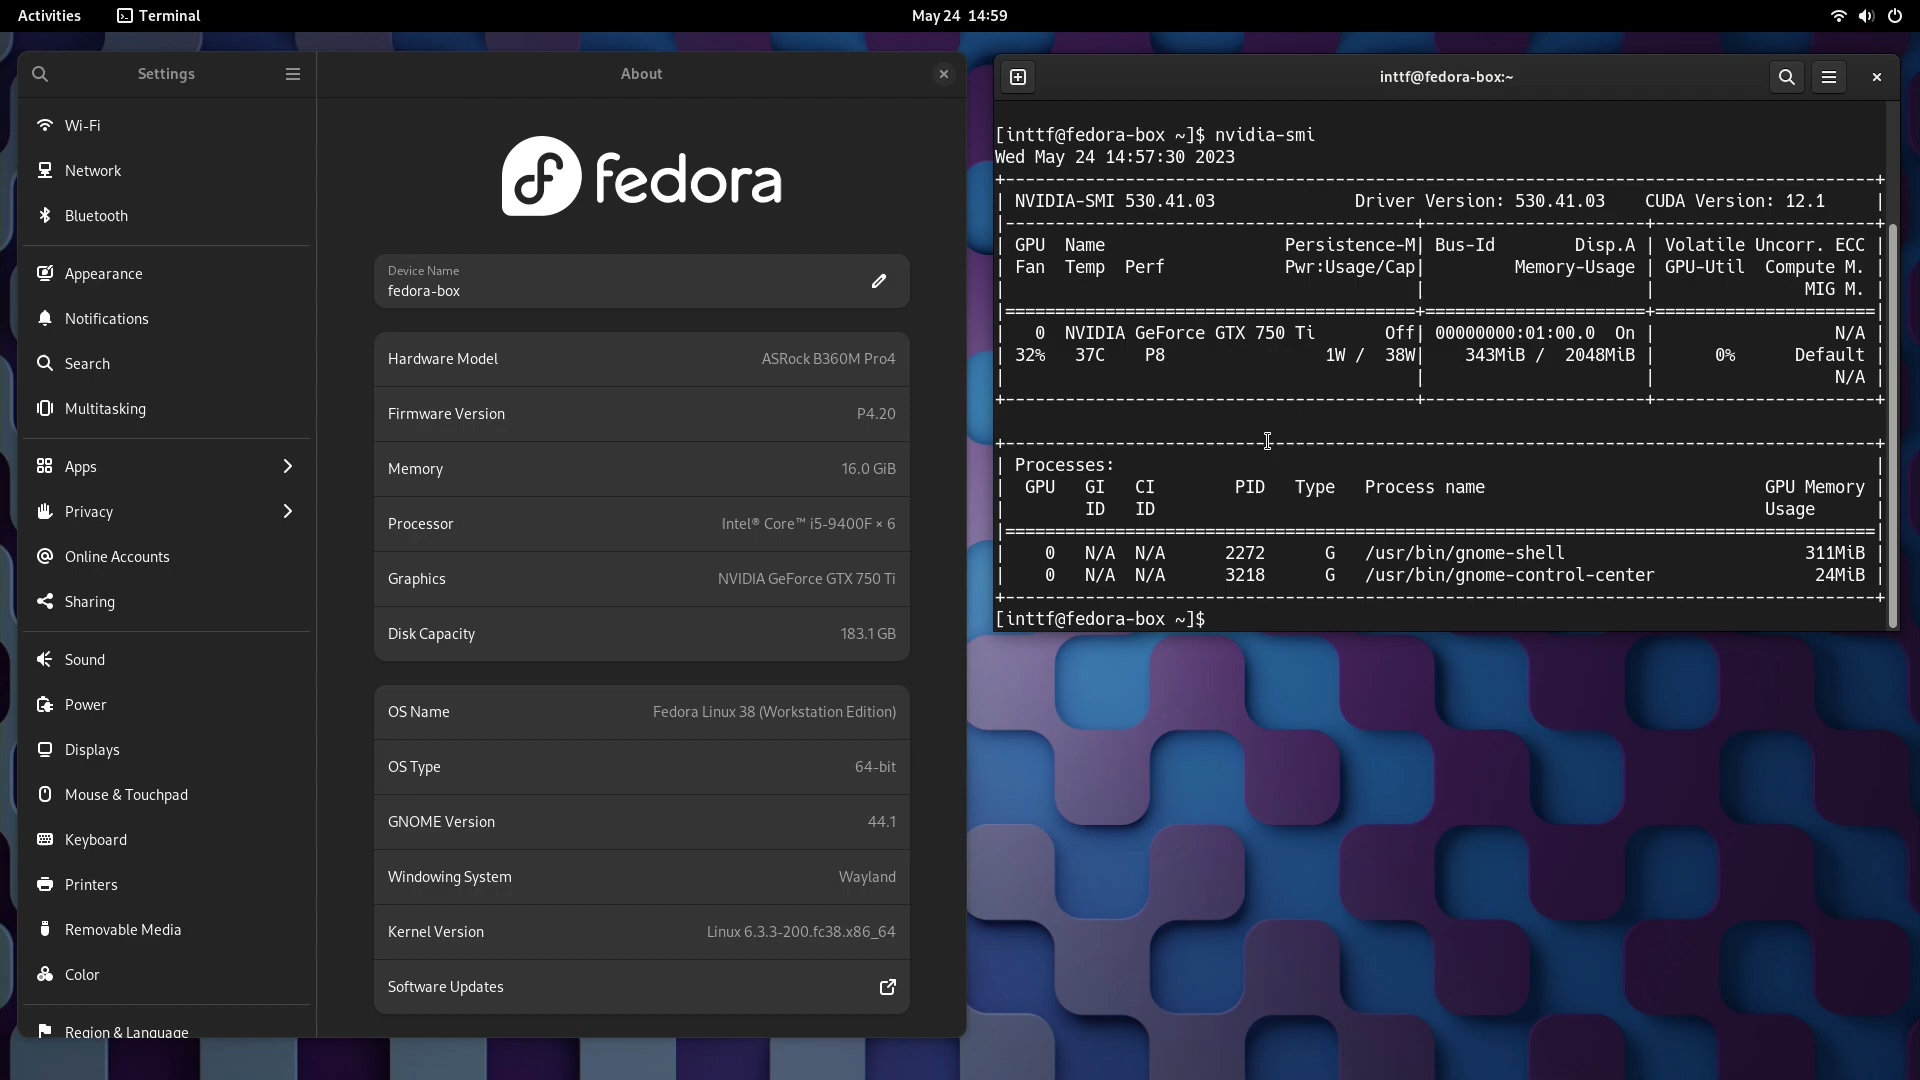 Activities
Terminal
May 24 14:59
Settings
About
Wi-Fi
Network
Bluetooth
Appearance
Notifications
Search
Multitasking
Apps
Privacy
Online Accounts
Sharing
Sound
Power
Displays
Mouse & Touchpad
Keyboard
Printers
Removable Media
Color
Region & Language
fedora
Device Name
fedora-box
Hardware Model ASRock B360M Pro4
Firmware Version P4.20
Memory 16.0 GiB
Processor Intel® Core™ i5-9400F × 6
Graphics NVIDIA GeForce GTX 750 Ti
Disk Capacity 183.1 GB
OS Name Fedora Linux 38 (Workstation Edition)
OS Type 64-bit
GNOME Version 44.1
Windowing System Wayland
Kernel Version Linux 6.3.3-200.fc38.x86_64
Software Updates
inttf@fedora-box:~
[inttf@fedora-box ~]$ nvidia-smi
Wed May 24 14:57:30 2023
+---------------------------------------------------------------------------------------+
| NVIDIA-SMI 530.41.03              Driver Version: 530.41.03    CUDA Version: 12.1     |
|-----------------------------------------+----------------------+----------------------+
| GPU  Name                  Persistence-M| Bus-Id        Disp.A | Volatile Uncorr. ECC |
| Fan  Temp  Perf            Pwr:Usage/Cap|         Memory-Usage | GPU-Util  Compute M. |
|                                         |                      |               MIG M. |
|=========================================+======================+======================|
|   0  NVIDIA GeForce GTX 750 Ti       Off| 00000000:01:00.0  On |                  N/A |
| 32%   37C    P8                1W /  38W|    343MiB /  2048MiB |      0%      Default |
|                                         |                      |                  N/A |
+-----------------------------------------+----------------------+----------------------+
+---------------------------------------------------------------------------------------+
| Processes:                                                                            |
|  GPU   GI   CI        PID   Type   Process name                            GPU Memory |
|        ID   ID                                                             Usage      |
|=======================================================================================|
|    0   N/A  N/A      2272      G   /usr/bin/gnome-shell                        311MiB |
|    0   N/A  N/A      3218      G   /usr/bin/gnome-control-center                24MiB |
+---------------------------------------------------------------------------------------+
[inttf@fedora-box ~]$